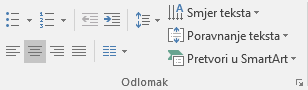 Smjer teksta
Poravnanje teksta
Pretvori u SmartArt
Odlomak